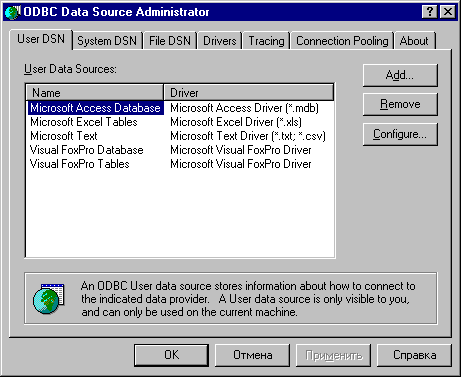 ODBC Data Source Administrator
User DSN System DSN File DSN Drivers Tracing Connection Pooling About
User Data Sources:
Name Driver
Microsoft Access Database Microsoft Access Driver (*.mdb)
Microsoft Excel Tables Microsoft Excel Driver (*.xls)
Microsoft Text Microsoft Text Driver (*.txt; *.csv)
Visual FoxPro Database Microsoft Visual FoxPro Driver
Visual FoxPro Tables Microsoft Visual FoxPro Driver
Add...
Remove
Configure...
An ODBC User data source stores information about how to connect to
the indicated data provider. A User data source is only visible to you,
and can only be used on the current machine.
OK Отмена Применить Справка